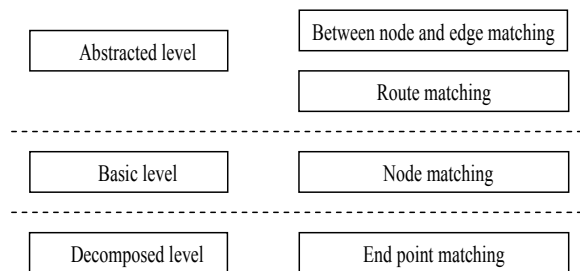 Between node and edge matching
Abstracted level
Route matching
Basic level
Node matching
Decomposed level
End point matching